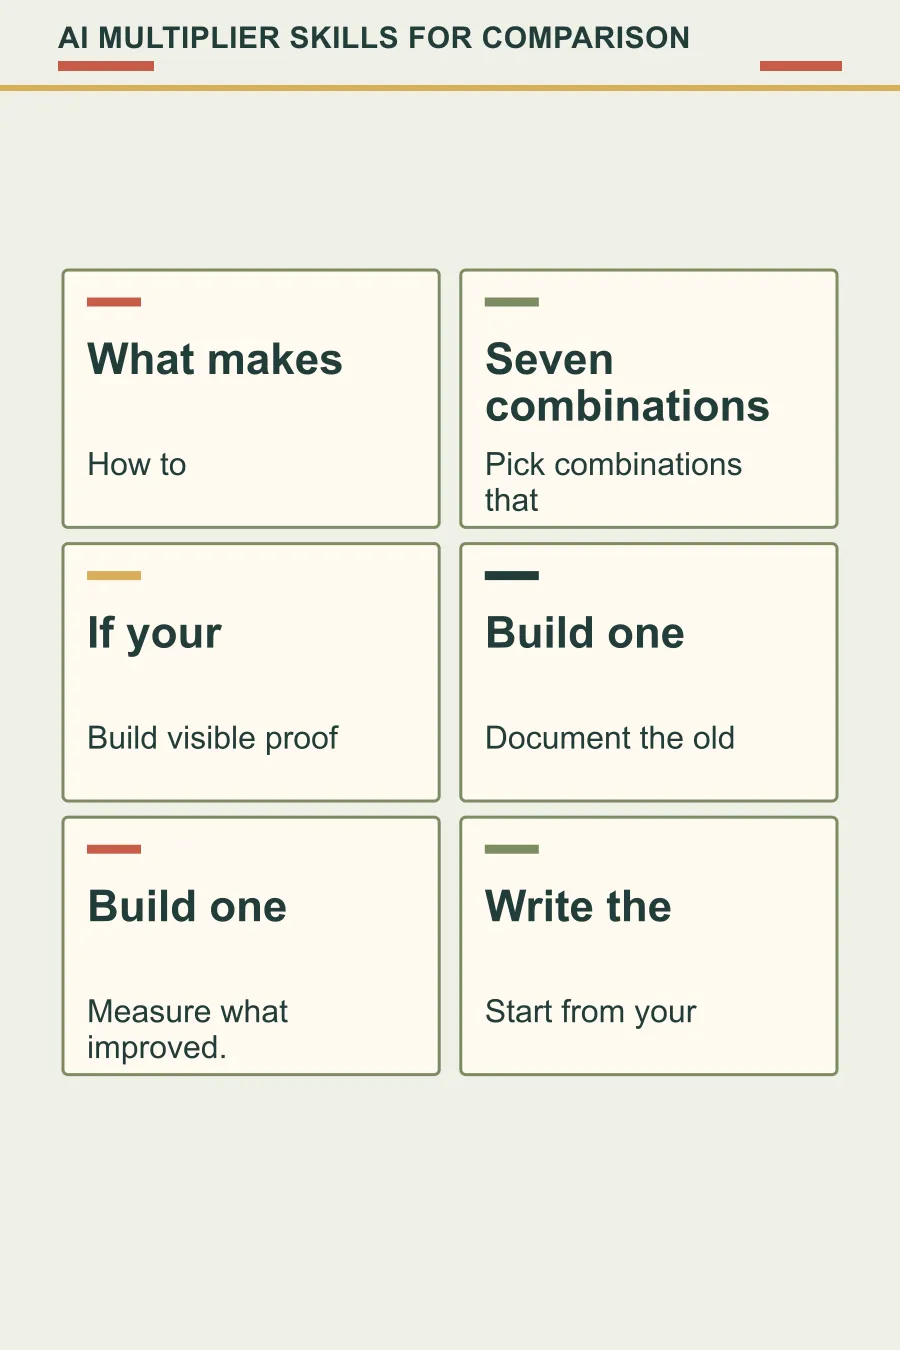 AI MULTIPLIER SKILLS FOR COMPARISON
What makes
How to
Seven
combinations
Pick combinations
that
If your
Build visible proof
Build one
Document the old
Build one
Measure what
improved.
Write the
Start from your